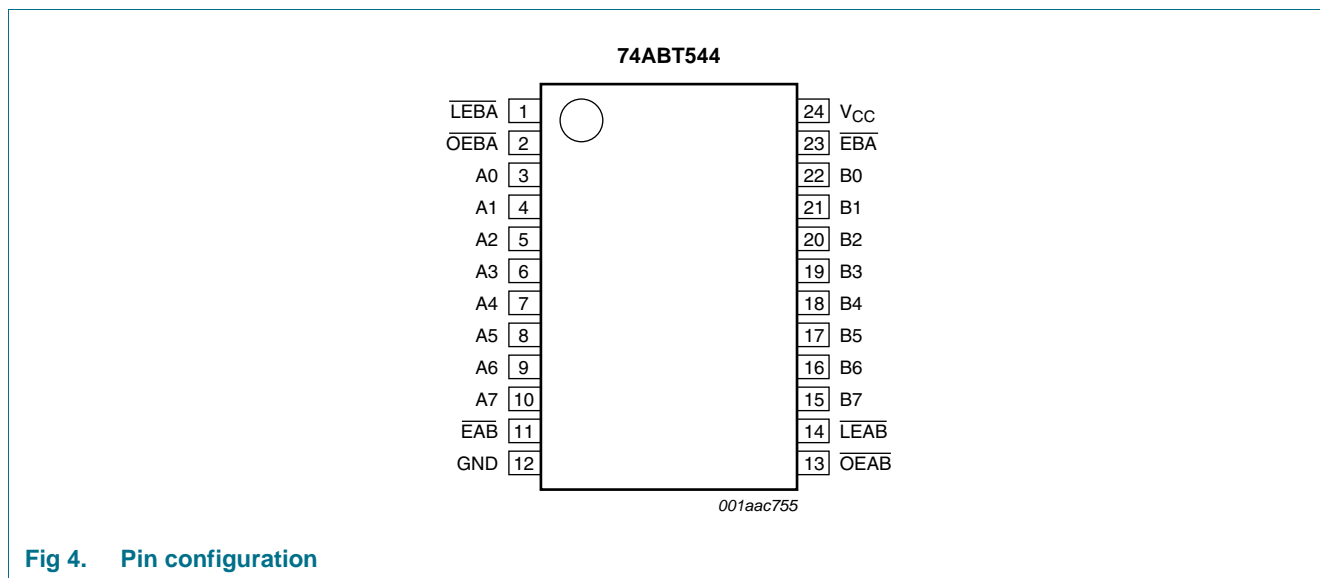 74ABT544
LEBA 1 24 VCC
OEBA 2 23 EBA
A0 3 22 B0
A1 4 21 B1
A2 5 20 B2
A3 6 19 B3
A4 7 18 B4
A5 8 17 B5
A6 9 16 B6
A7 10 15 B7
EAB 11 14 LEAB
GND 12 13 OEAB
001aac755
Fig 4. Pin configuration